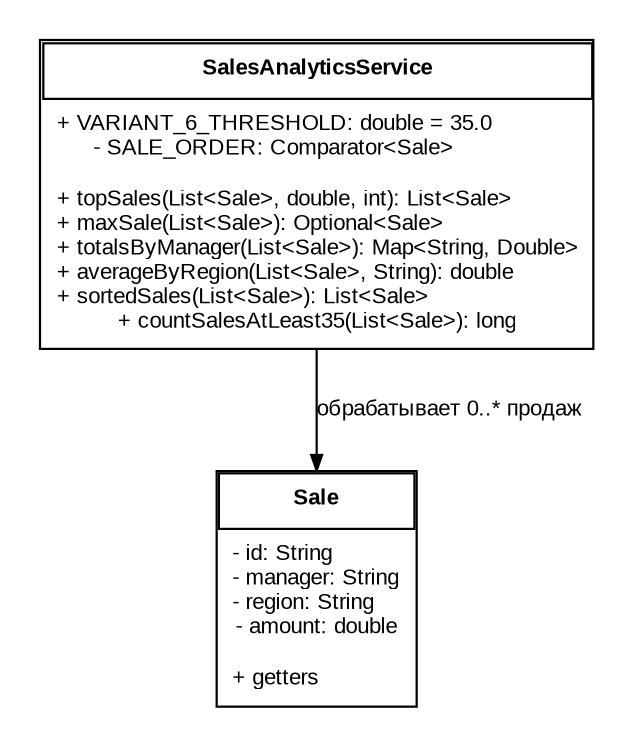 SalesAnalyticsService
+ VARIANT_6_THRESHOLD: double = 35.0
- SALE_ORDER: Comparator<Sale>
+ topSales(List<Sale>, double, int): List<Sale>
+ maxSale(List<Sale>): Optional<Sale>
+ totalsByManager(List<Sale>): Map<String, Double>
+ averageByRegion(List<Sale>, String): double
+ sortedSales(List<Sale>): List<Sale>
+ countSalesAtLeast35(List<Sale>): long
обрабатывает 0..* продаж
Sale
- id: String
- manager: String
- region: String
- amount: double
+ getters